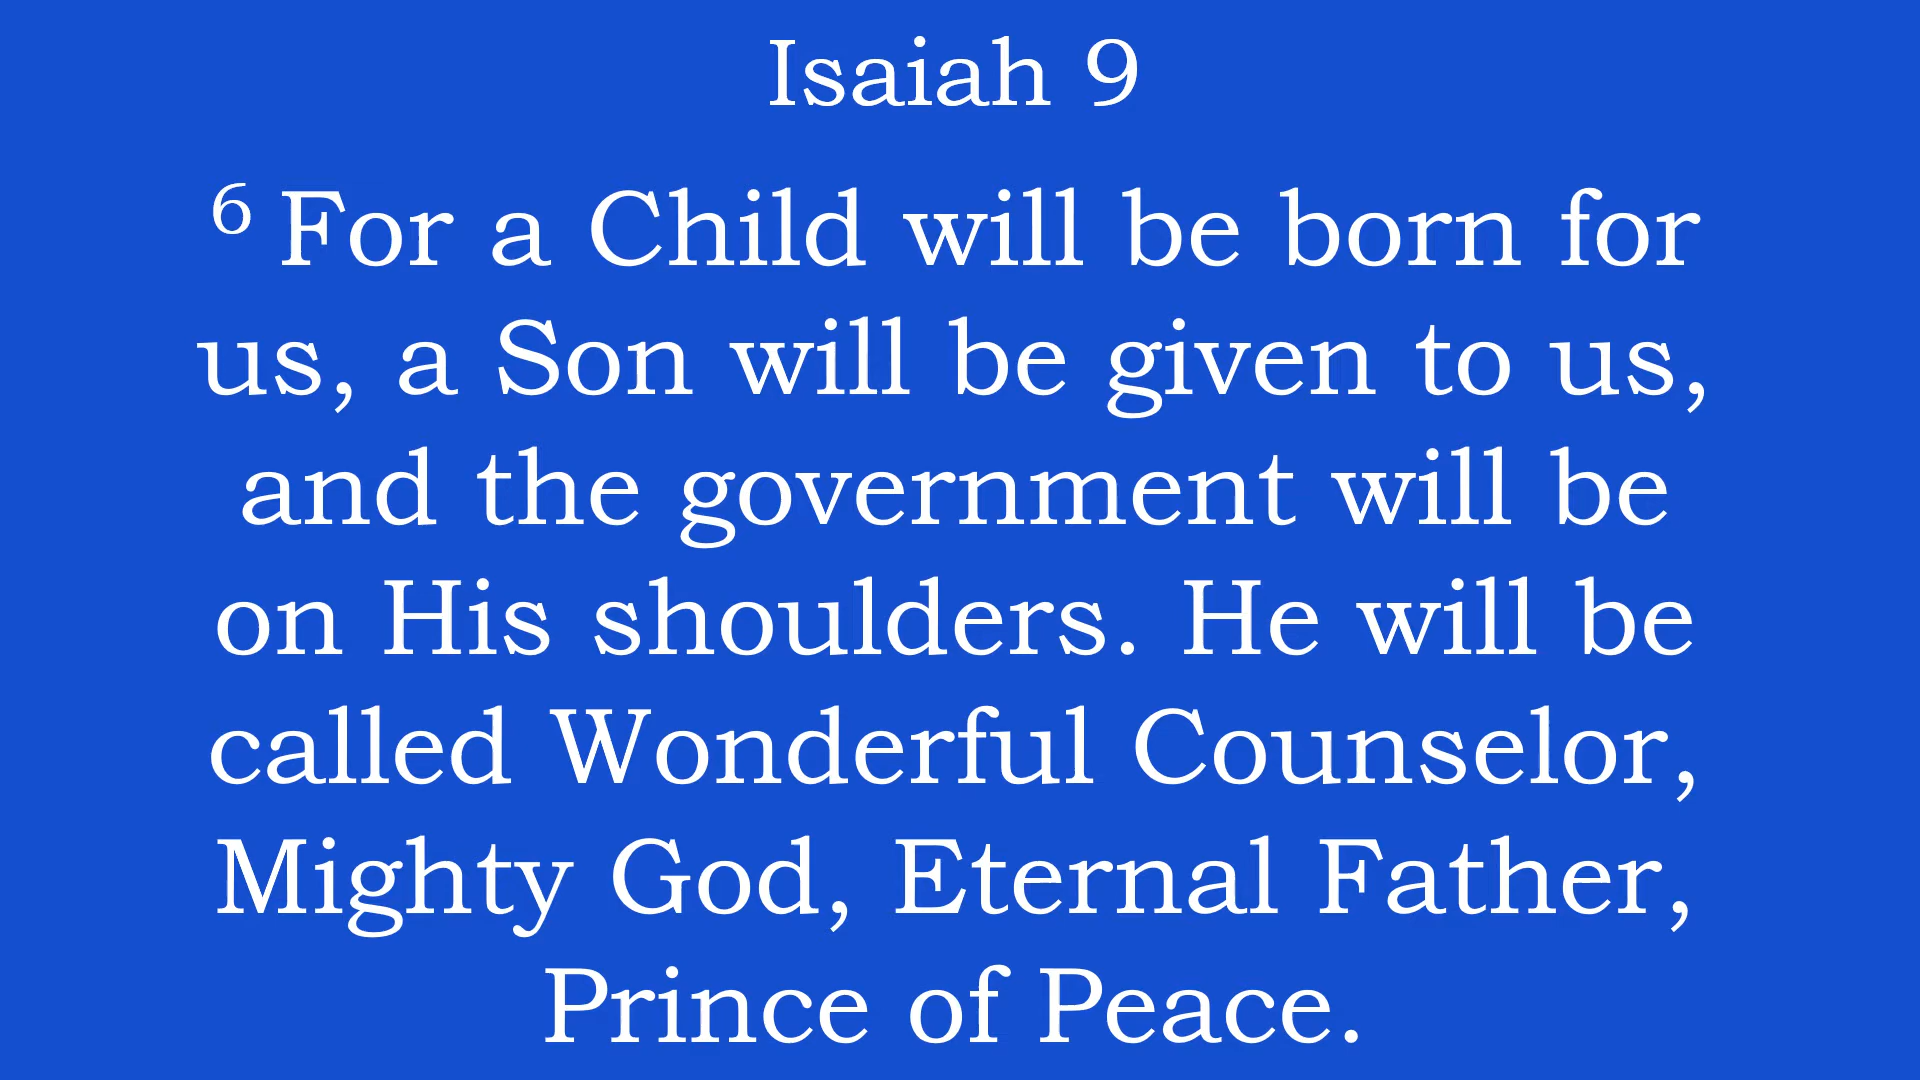 Isaiah 9
6 For a Child will be born for
us, a Son will be given to us,
and the government will be
on His shoulders. He will be
called Wonderful Counselor,
Mighty God, Eternal Father,
Prince of Peace.